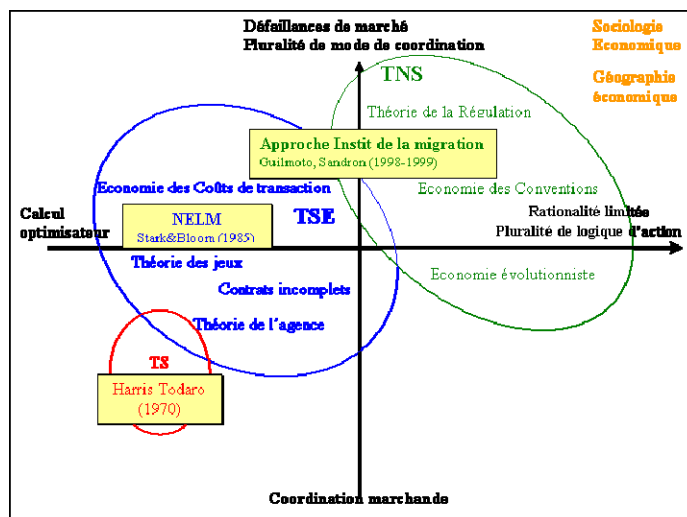 Défaillances de marché
Pluralité de mode de coordination
Sociologie
Economique
Géographie
économique
TNS
Théorie de la Régulation
Approche Instit de la migration
Guilmoto, Sandron (1998-1999)
Economie des Coûts de transaction
Economie des Conventions
Calcul
optimisateur
NELM
Stark&Bloom (1985)
TSE
Rationalité limitée
Pluralité de logique d'action
Théorie des jeux
Economie évolutionniste
Contrats incomplets
Théorie de l'agence
TS
Harris Todaro
(1970)
Coordination marchande